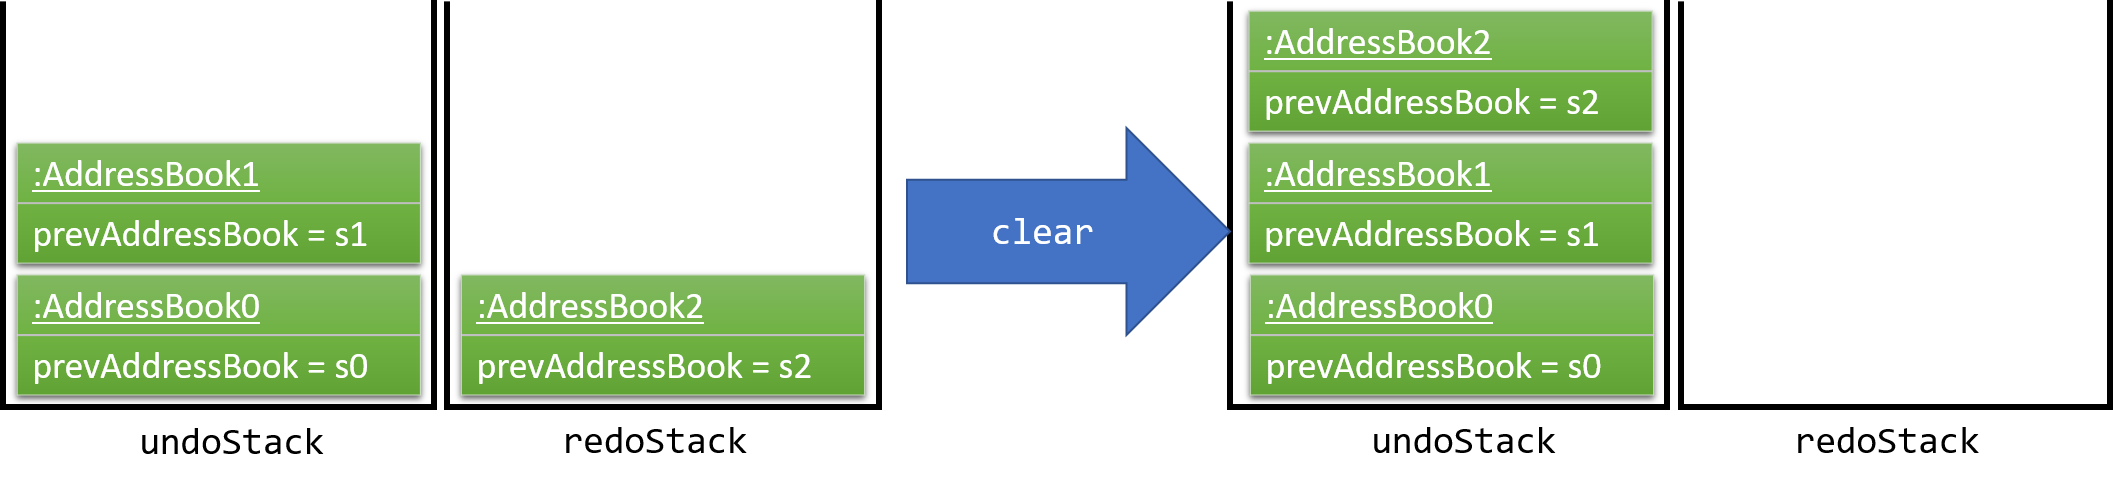 :AddressBook1
prevAddressBook = s1
:AddressBook0
prevAddressBook = s0
undoStack
:AddressBook2
prevAddressBook = s2
redoStack
clear
:AddressBook2
prevAddressBook = s2
:AddressBook1
prevAddressBook = s1
:AddressBook0
prevAddressBook = s0
undoStack
redoStack